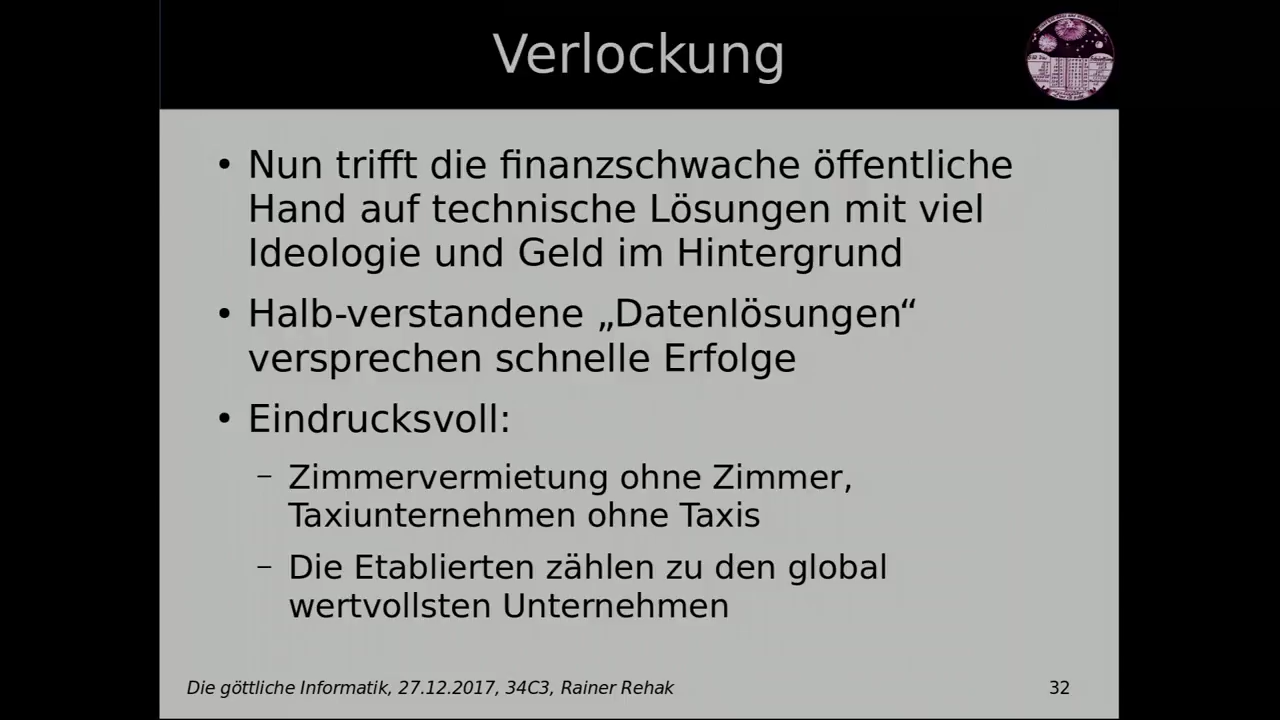 Verlockung
• Nun trifft die finanzschwache öffentliche
Hand auf technische Lösungen mit viel
Ideologie und Geld im Hintergrund
• Halb-verstandene „Datenlösungen“
versprechen schnelle Erfolge
• Eindrucksvoll:
– Zimmervermietung ohne Zimmer,
Taxiunternehmen ohne Taxis
– Die Etablierten zählen zu den global
wertvollsten Unternehmen
Die göttliche Informatik, 27.12.2017, 34C3, Rainer Rehak
32